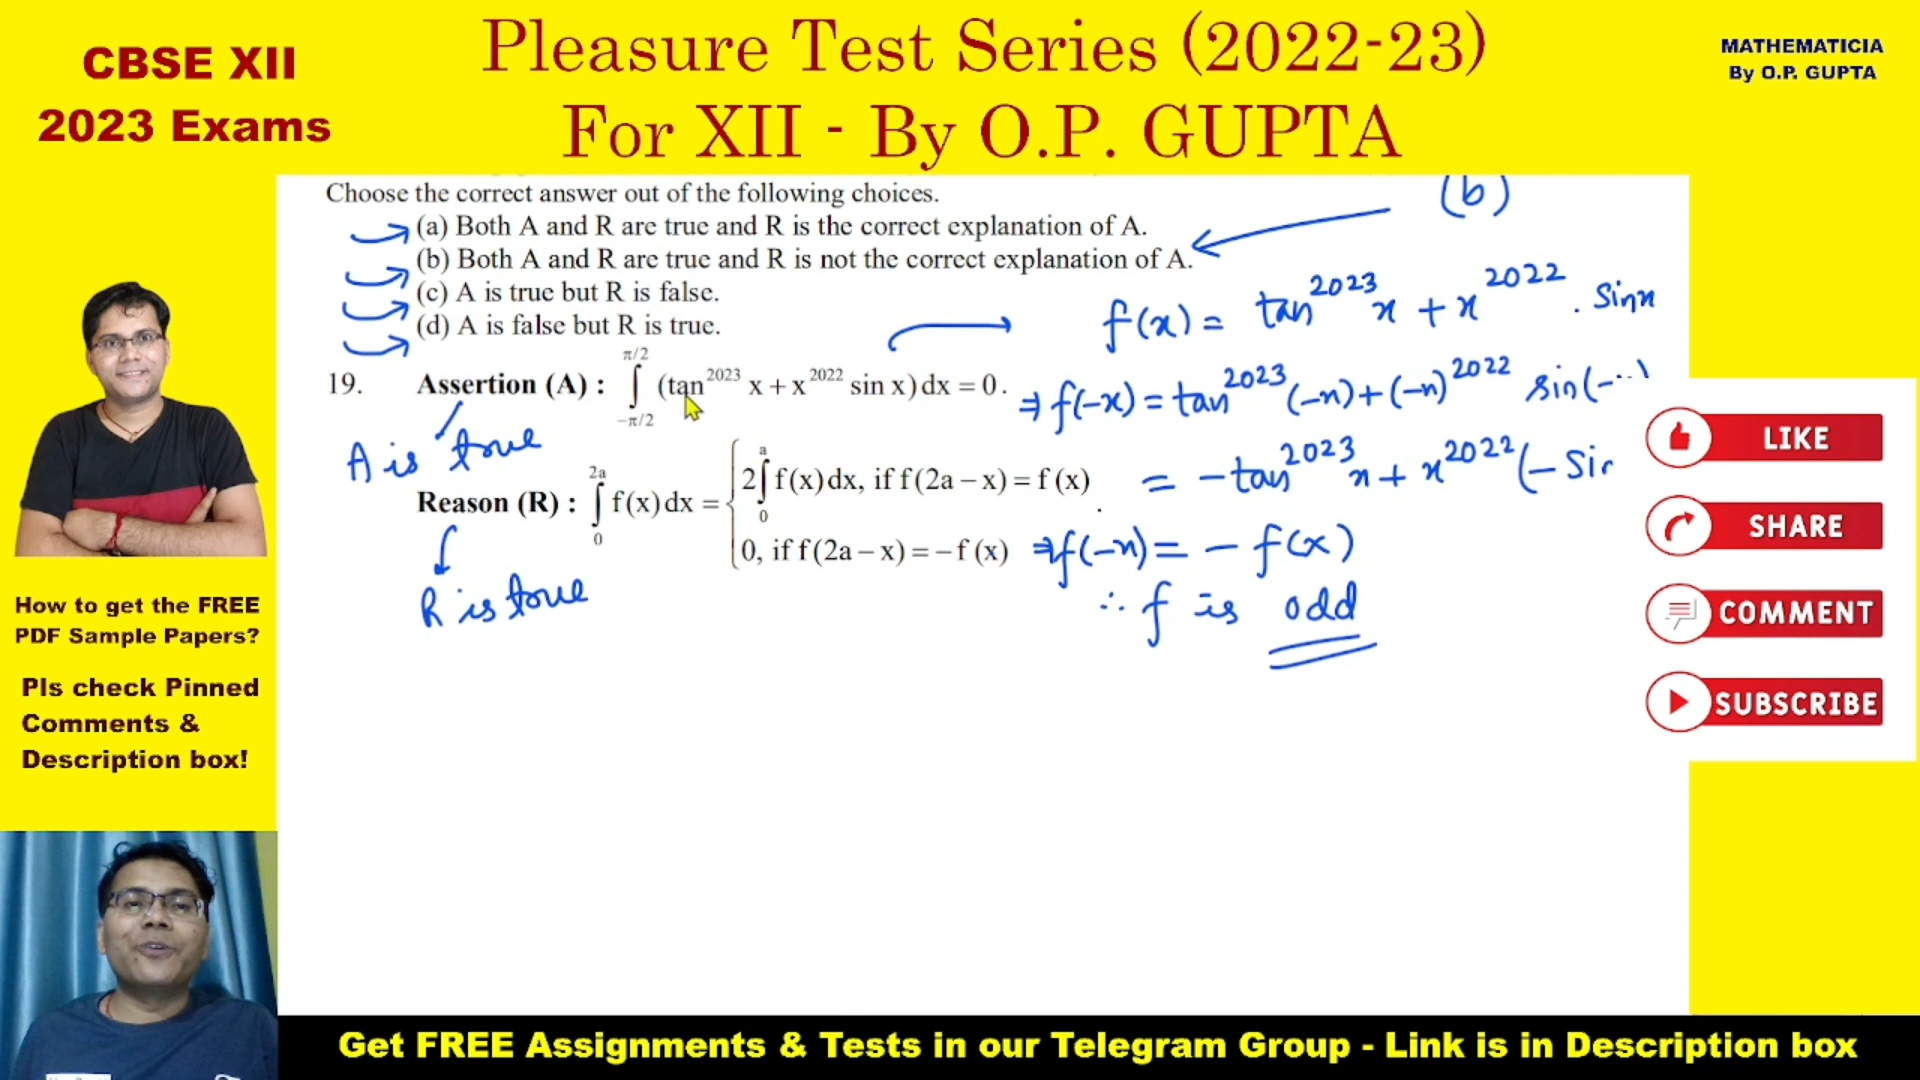 CBSE XII
2023 Exams
Pleasure Test Series (2022-23)
For XII - By O.P. GUPTA
MATHEMATICIA
By O.P. GUPTA
Choose the correct answer out of the following choices.
(a) Both A and R are true and R is the correct explanation of A.
(b) Both A and R are true and R is not the correct explanation of A.
(c) A is true but R is false.
(d) A is false but R is true.
(b)
19. Assertion (A) : ∫_{-π/2}^{π/2} (tan^{2023} x + x^{2022} sin x) dx = 0.
A is true
Reason (R) : ∫_{0}^{2a} f(x) dx = { 2∫_{0}^{a} f(x) dx, if f(2a – x) = f (x)
0, if f(2a – x) = – f (x) .
R is true
f(x) = tan^{2023} x + x^{2022} . sinx
⇒ f(-x) = tan^{2023} (-x) + (-x)^{2022} sin(-
= - tan^{2023} x + x^{2022} (- Sin
⇒ f(-x) = - f(x)
∴ f is odd
LIKE
SHARE
COMMENT
SUBSCRIBE
How to get the FREE
PDF Sample Papers?
Pls check Pinned
Comments &
Description box!
Get FREE Assignments & Tests in our Telegram Group - Link is in Description box